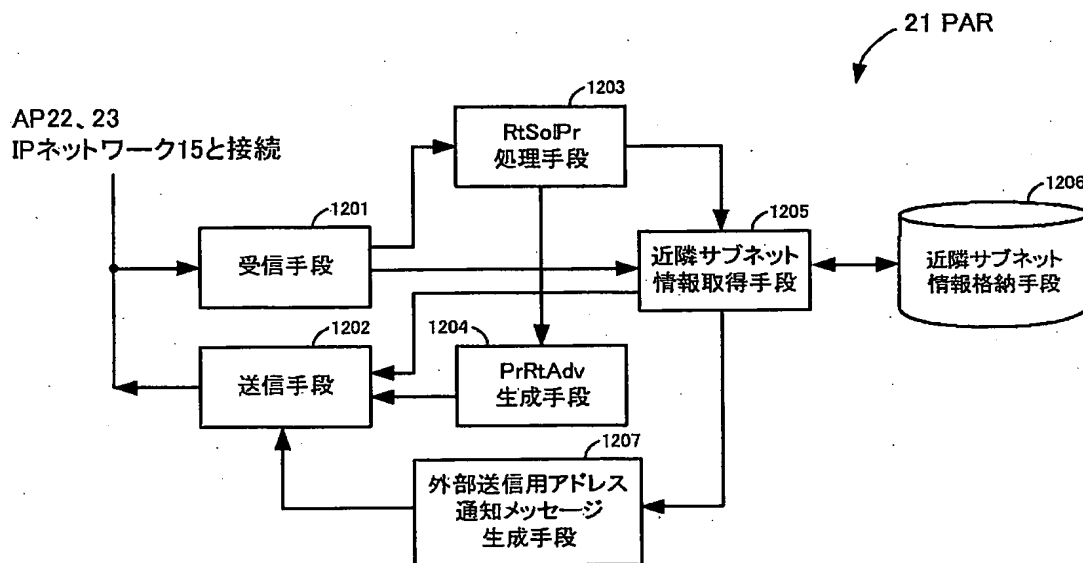 21 PAR
AP22、23
IPネットワーク15と接続
1203
RtSolPr
処理手段
1201
受信手段
1205
近隣サブネット
情報取得手段
1206
近隣サブネット
情報格納手段
1202
送信手段
1204
PrRtAdv
生成手段
1207
外部送信用アドレス
通知メッセージ
生成手段